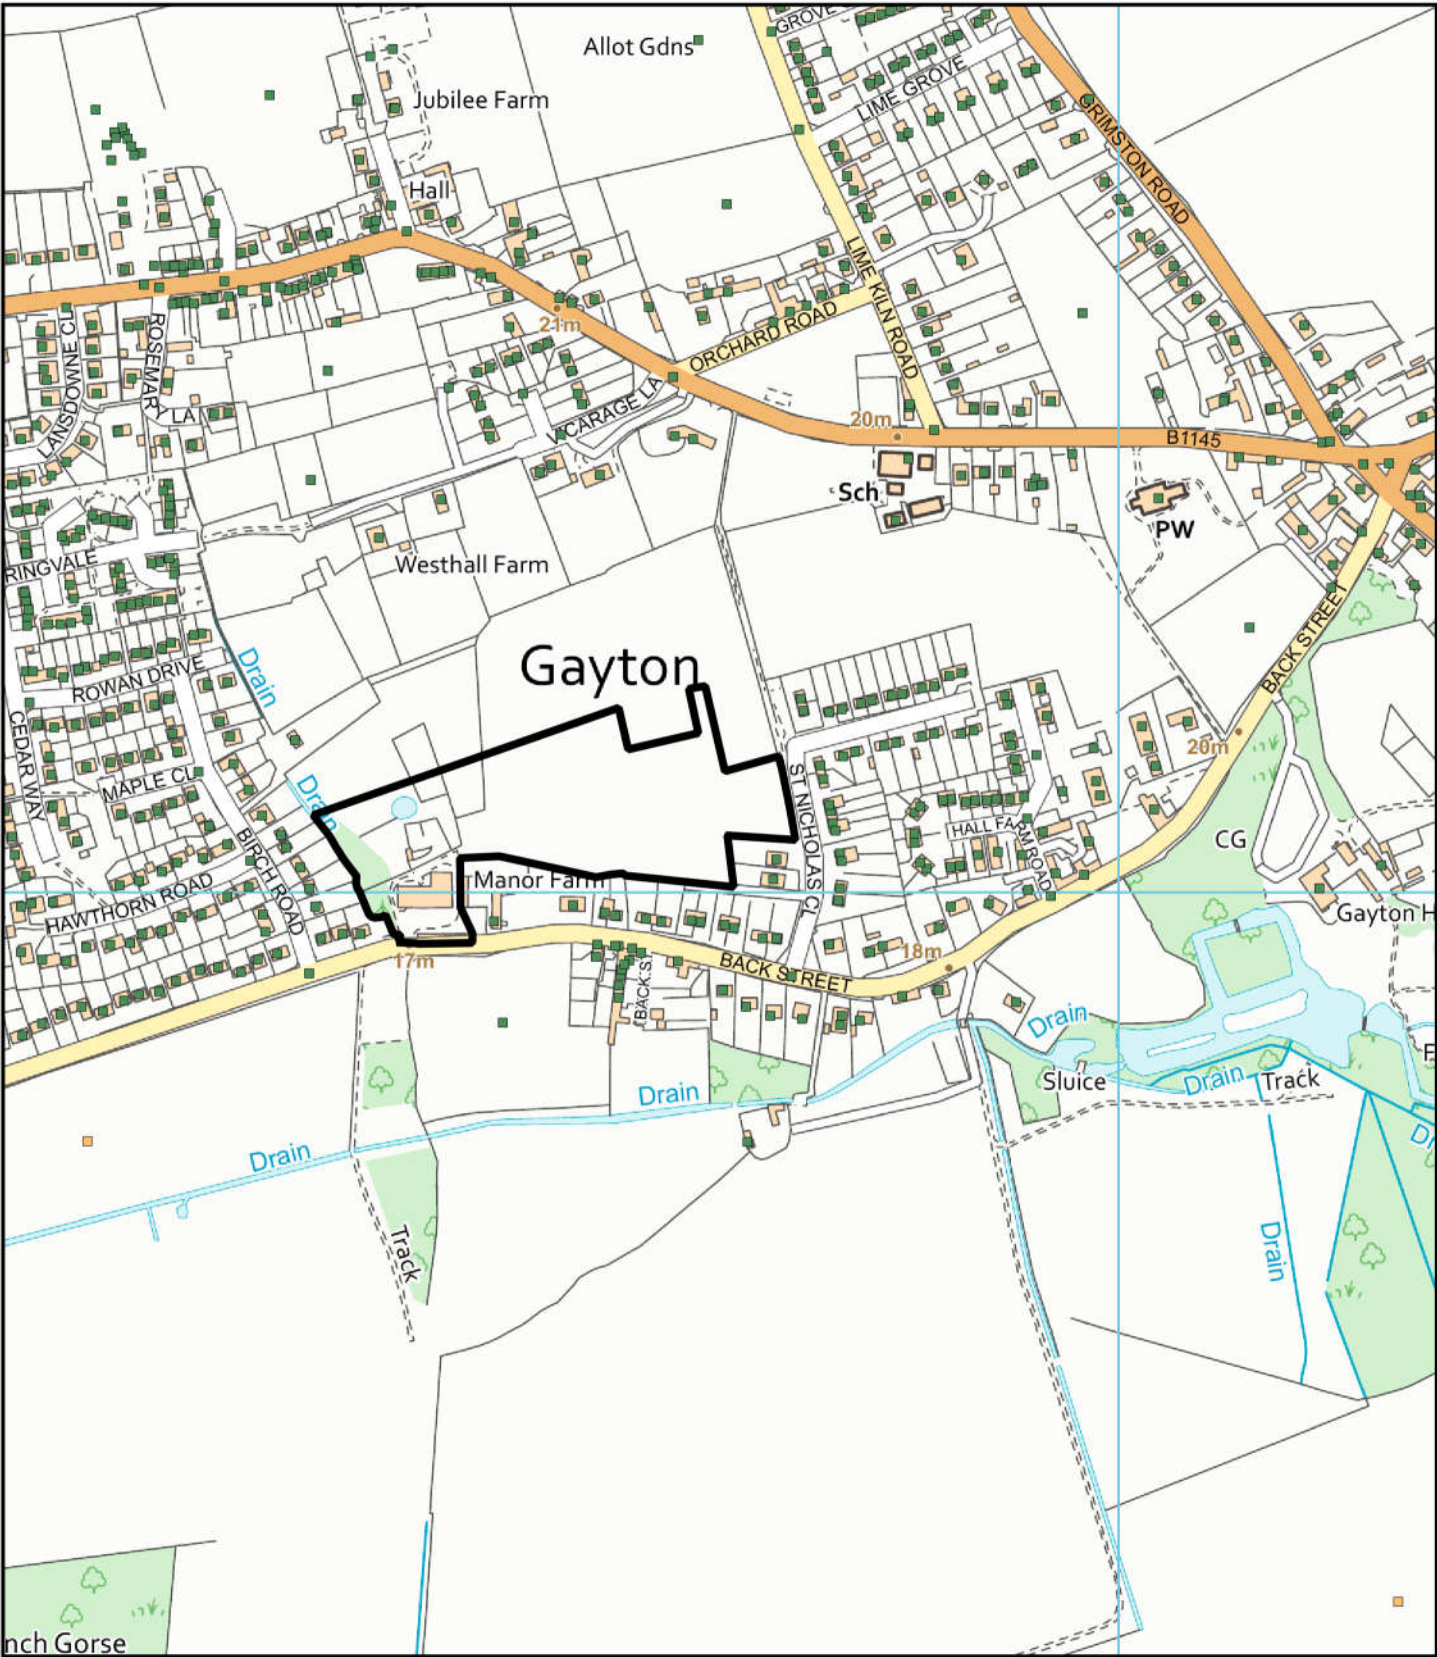 GROVE
Allot Gdns
LIME GROVE
Jubilee Farm
GRIMSTON ROAD
Hall
LIME KILN ROAD
21m
ORCHARD ROAD
LANSDOWNE CL
ROSEMARY LA
VICARAGE LA
20m
B1145
Sch
PW
RINGVALE
Westhall Farm
BACK STREET
Gayton
Drain
ROWAN DRIVE
CEDAR WAY
20m
MAPLE CL
Drain
ST NICHOLAS CL
HALL FARM ROAD
CG
BIRCH ROAD
Manor Farm
HAWTHORN ROAD
Gayton H
17m
18m
BACK STREET
BACK ST
Drain
Sluice
Drain
Track
F
Drain
Dr
Drain
Track
Drain
nch Gorse